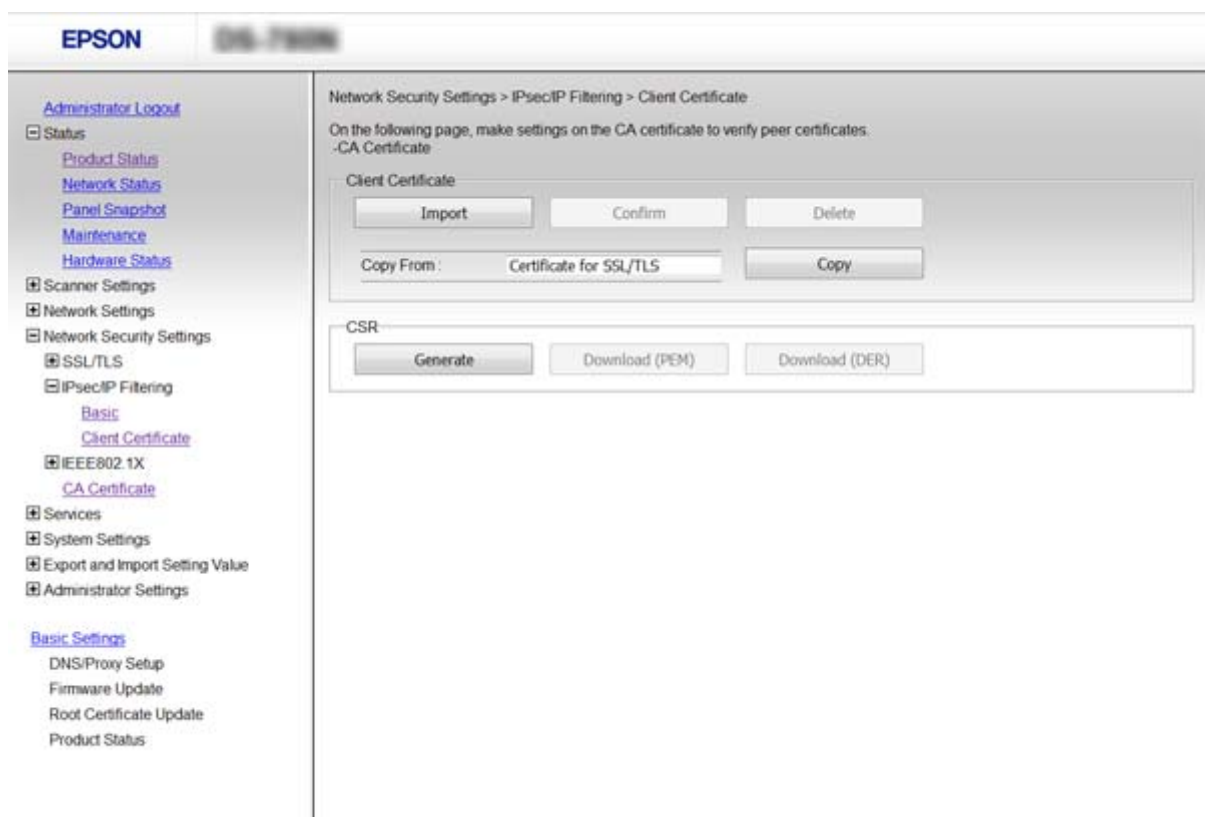 EPSON
Administrator Logout
Status
Product Status
Network Status
Panel Snapshot
Maintenance
Hardware Status
Scanner Settings
Network Settings
Network Security Settings
SSL/TLS
IPsec/IP Filtering
Basic
Client Certificate
IEEE802.1X
CA Certificate
Services
System Settings
Export and Import Setting Value
Administrator Settings
Basic Settings
DNS/Proxy Setup
Firmware Update
Root Certificate Update
Product Status
Network Security Settings > IPsec/IP Filtering > Client Certificate
On the following page, make settings on the CA certificate to verify peer certificates.
-CA Certificate
Client Certificate
Import Confirm Delete
Copy From : Certificate for SSL/TLS Copy
CSR
Generate Download (PEM) Download (DER)